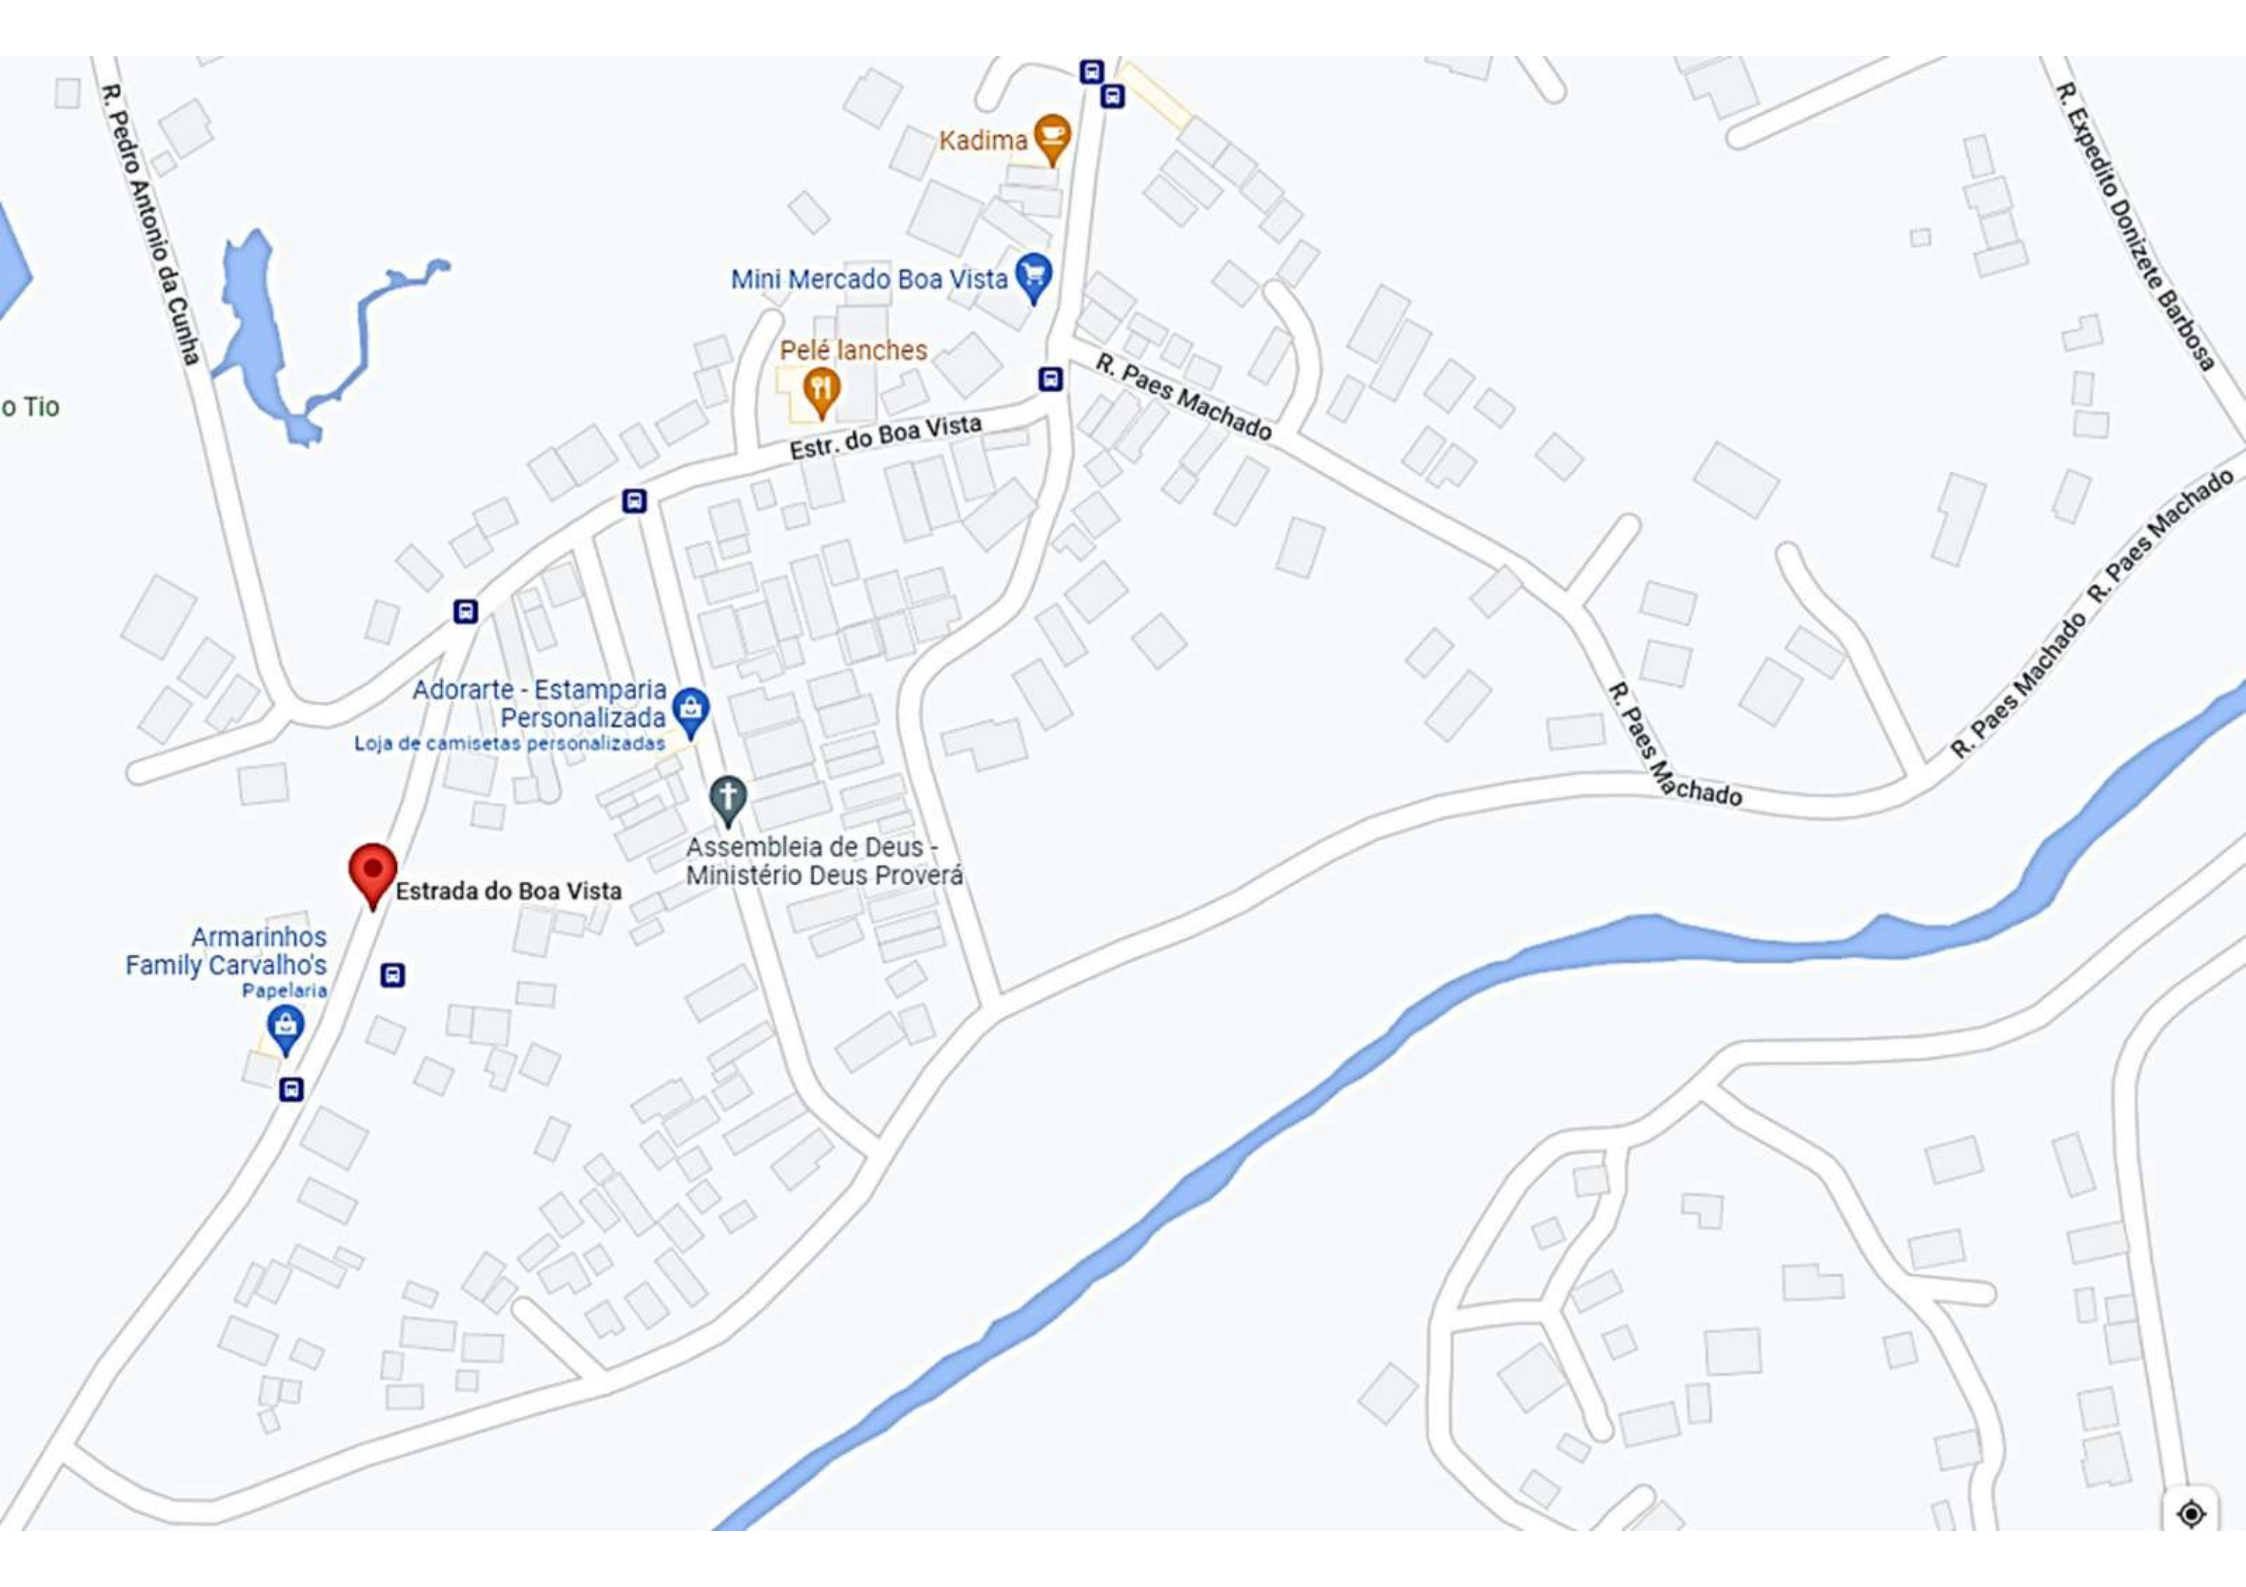 R. Pedro Antonio da Cunha
Kadima
R. Expedito Donizete Barbosa
Mini Mercado Boa Vista
Pelé lanches
R. Paes Machado
o Tio
Estr. do Boa Vista
R. Paes Machado
R. Paes Machado
R. Paes Machado
R. Paes Machado
Adorarte - Estamparia
Personalizada
Loja de camisetas personalizadas
Assembleia de Deus -
Ministério Deus Proverá
Estrada do Boa Vista
Armarinhos
Family Carvalho's
Papelaria